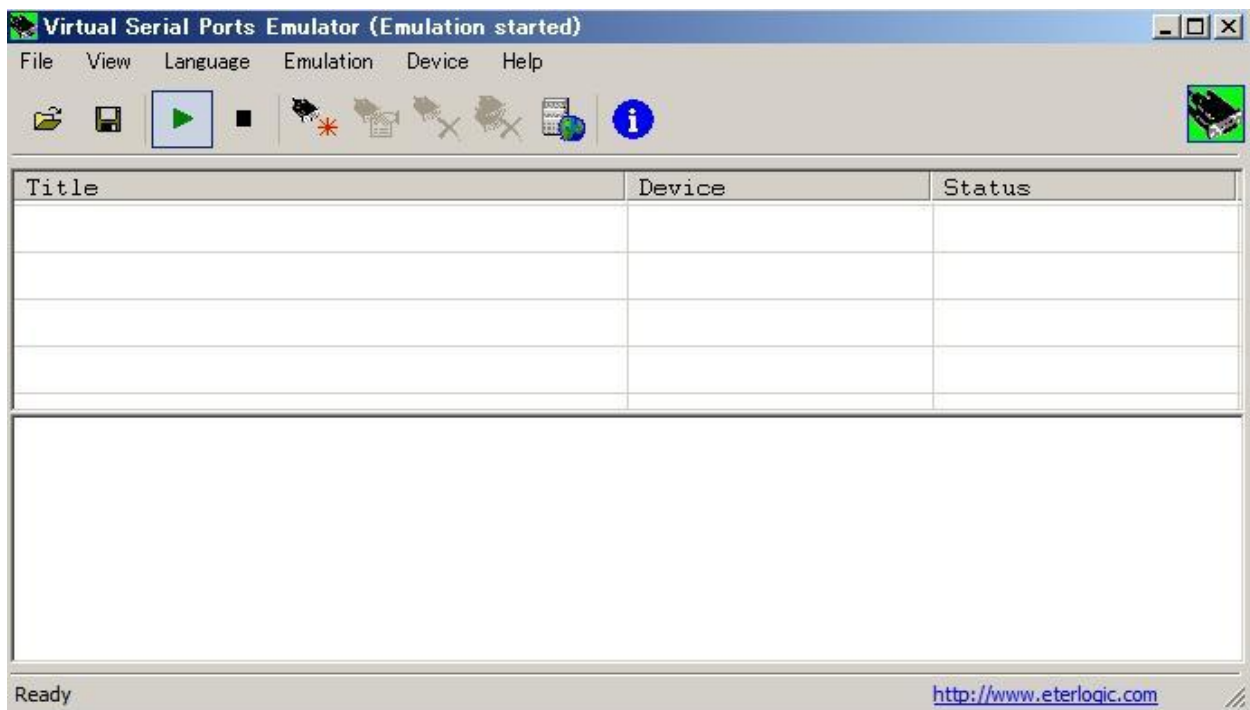 Virtual Serial Ports Emulator (Emulation started)
File View Language Emulation Device Help
Title Device Status
Ready http://www.eterlogic.com